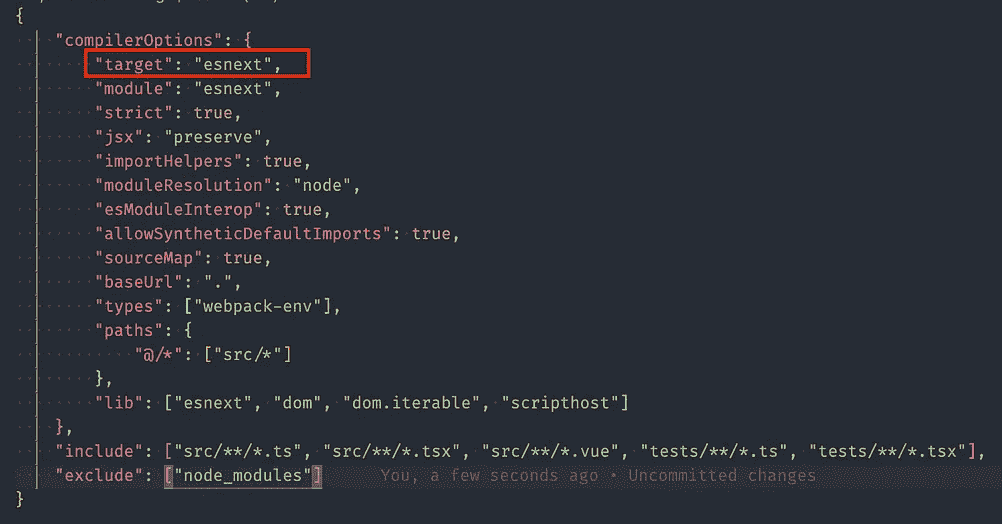 {
"compilerOptions": {
"target": "esnext",
"module": "esnext",
"strict": true,
"jsx": "preserve",
"importHelpers": true,
"moduleResolution": "node",
"esModuleInterop": true,
"allowSyntheticDefaultImports": true,
"sourceMap": true,
"baseUrl": ".",
"types": ["webpack-env"],
"paths": {
"@/*": ["src/*"]
},
"lib": ["esnext", "dom", "dom.iterable", "scripthost"]
},
"include": ["src/**/*.ts", "src/**/*.tsx", "src/**/*.vue", "tests/**/*.ts", "tests/**/*.tsx"],
"exclude": ["node_modules"] You, a few seconds ago • Uncommitted changes
}